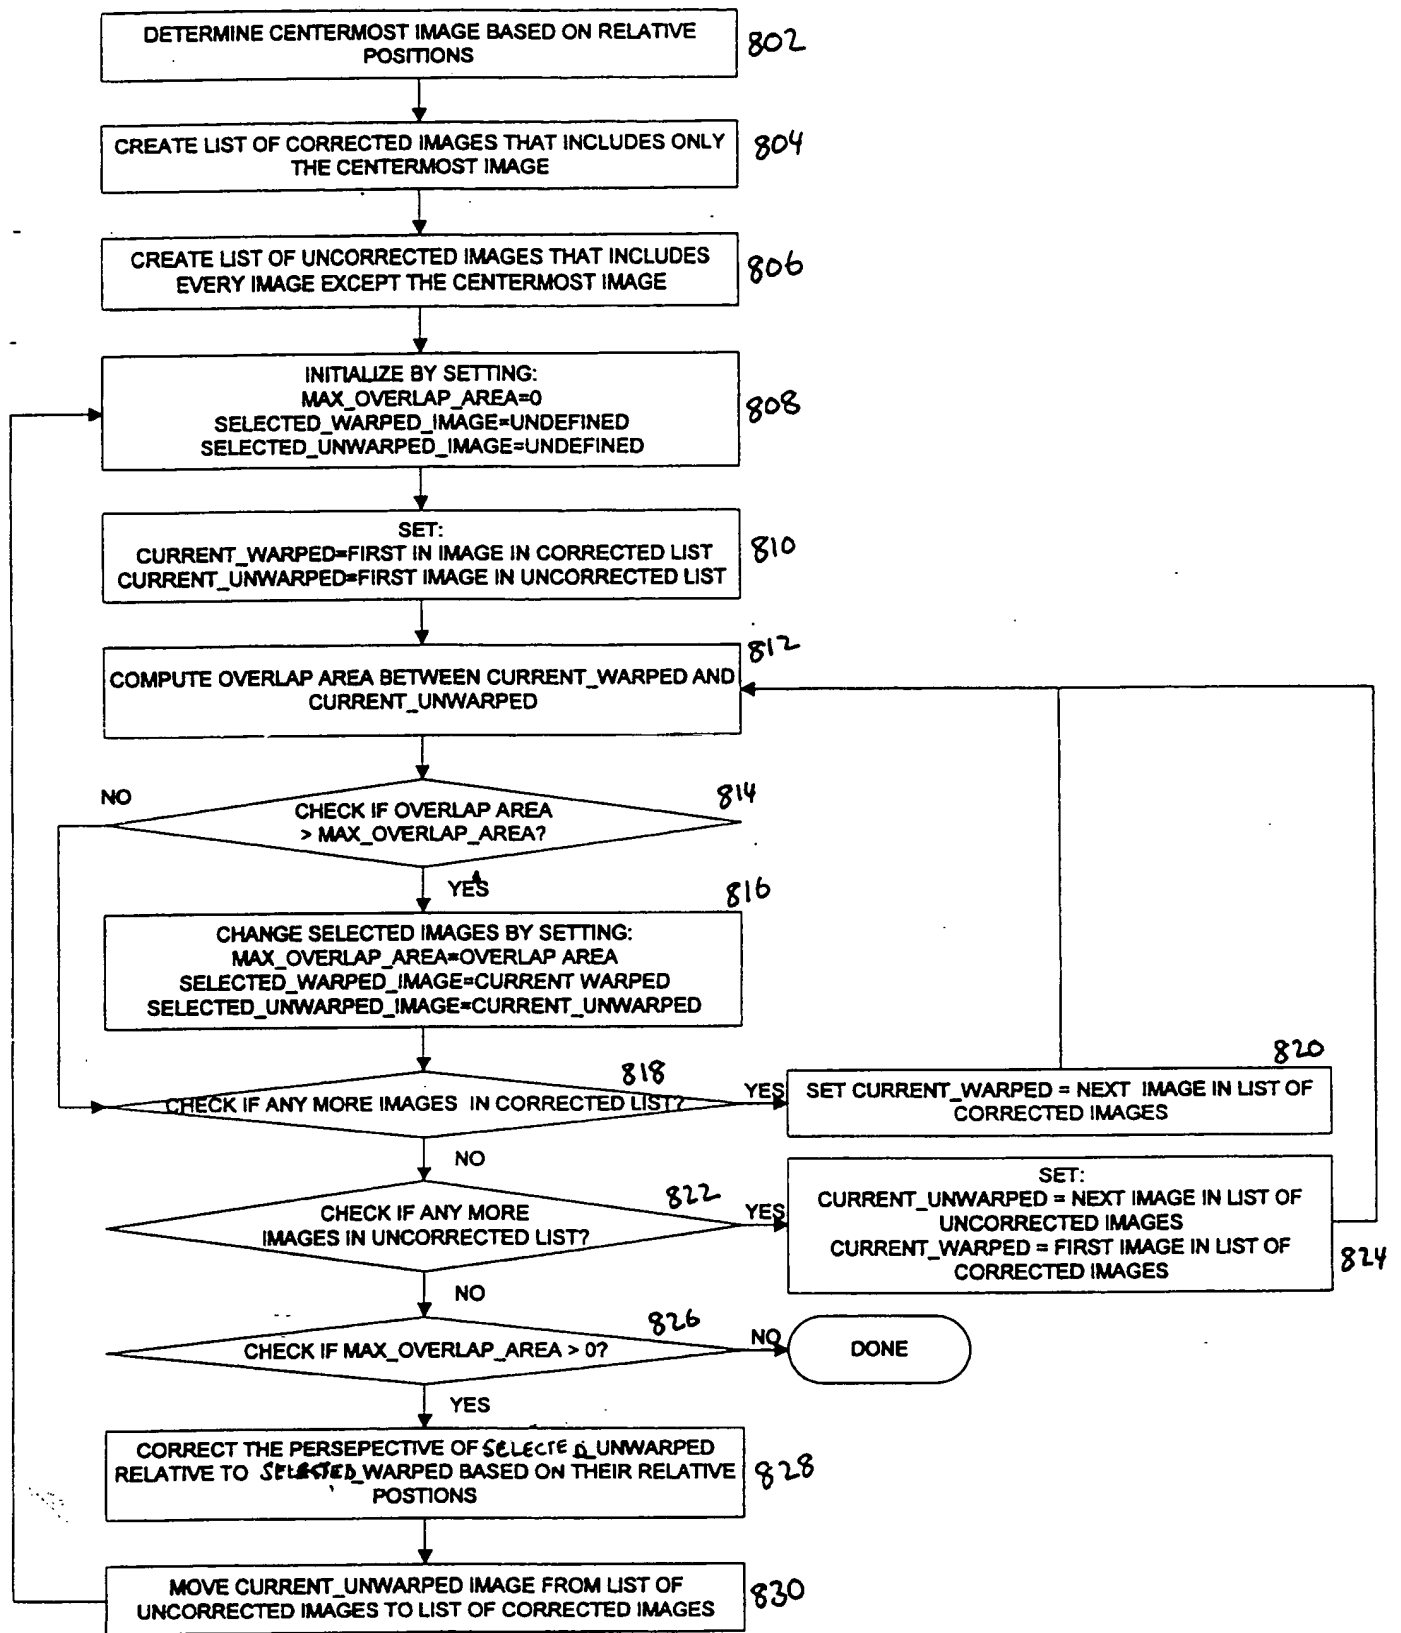 DETERMINE CENTERMOST IMAGE BASED ON RELATIVE
POSITIONS
802
CREATE LIST OF CORRECTED IMAGES THAT INCLUDES ONLY
THE CENTERMOST IMAGE
804
CREATE LIST OF UNCORRECTED IMAGES THAT INCLUDES
EVERY IMAGE EXCEPT THE CENTERMOST IMAGE
806
INITIALIZE BY SETTING:
MAX_OVERLAP_AREA=0
SELECTED_WARPED_IMAGE=UNDEFINED
SELECTED_UNWARPED_IMAGE=UNDEFINED
808
SET:
CURRENT_WARPED=FIRST IN IMAGE IN CORRECTED LIST
CURRENT_UNWARPED=FIRST IMAGE IN UNCORRECTED LIST
810
812
COMPUTE OVERLAP AREA BETWEEN CURRENT_WARPED AND
CURRENT_UNWARPED
NO
814
CHECK IF OVERLAP AREA
> MAX_OVERLAP_AREA?
YES
816
CHANGE SELECTED IMAGES BY SETTING:
MAX_OVERLAP_AREA=OVERLAP AREA
SELECTED_WARPED_IMAGE=CURRENT WARPED
SELECTED_UNWARPED_IMAGE=CURRENT_UNWARPED
818
CHECK IF ANY MORE IMAGES IN CORRECTED LIST?
YES
820
SET CURRENT_WARPED = NEXT IMAGE IN LIST OF
CORRECTED IMAGES
NO
822
CHECK IF ANY MORE
IMAGES IN UNCORRECTED LIST?
YES
SET:
CURRENT_UNWARPED = NEXT IMAGE IN LIST OF
UNCORRECTED IMAGES
CURRENT_WARPED = FIRST IMAGE IN LIST OF
CORRECTED IMAGES
824
NO
826
CHECK IF MAX_OVERLAP_AREA > 0?
NO
DONE
YES
CORRECT THE PERSEPECTIVE OF SELECTED_UNWARPED
RELATIVE TO SELECTED_WARPED BASED ON THEIR RELATIVE
POSTIONS
828
MOVE CURRENT_UNWARPED IMAGE FROM LIST OF
UNCORRECTED IMAGES TO LIST OF CORRECTED IMAGES
830